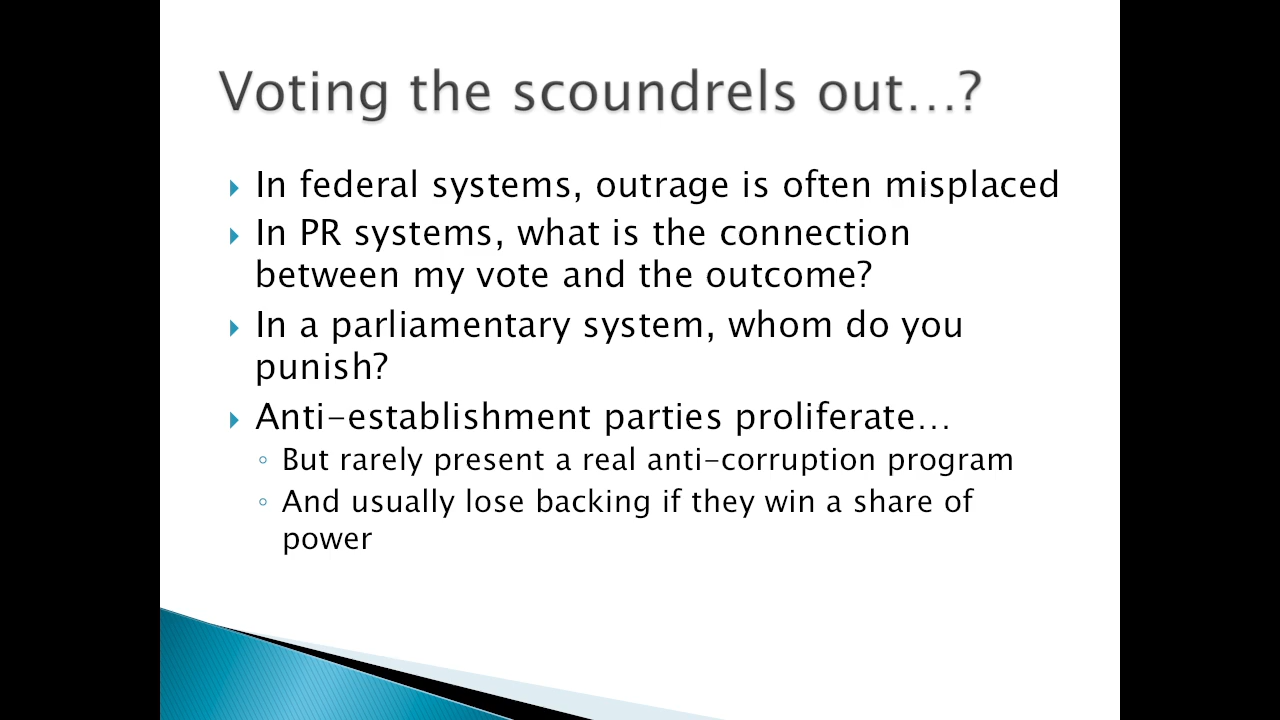 Voting the scoundrels out…?
In federal systems, outrage is often misplaced
In PR systems, what is the connection
between my vote and the outcome?
In a parliamentary system, whom do you
punish?
Anti-establishment parties proliferate…
But rarely present a real anti-corruption program
And usually lose backing if they win a share of
power